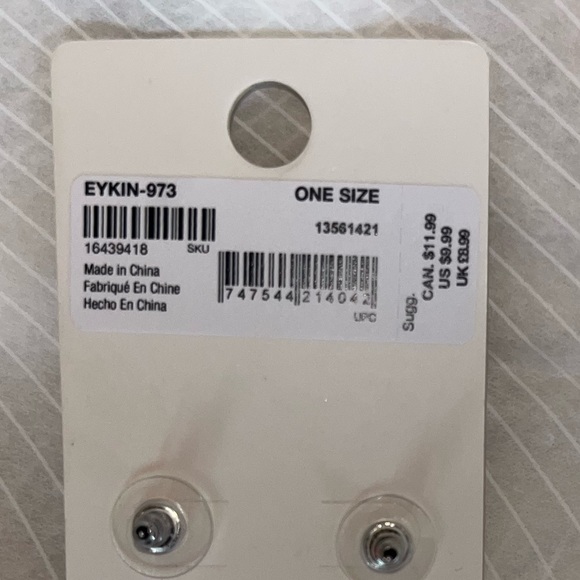 EYKIN-973
ONE SIZE
13561421
16439418 SKU
Made in China
Fabriqué En Chine
Hecho En China
747544 214042
UPC
Sugg.
CAN. $11.99
US $9.99
UK £8.99